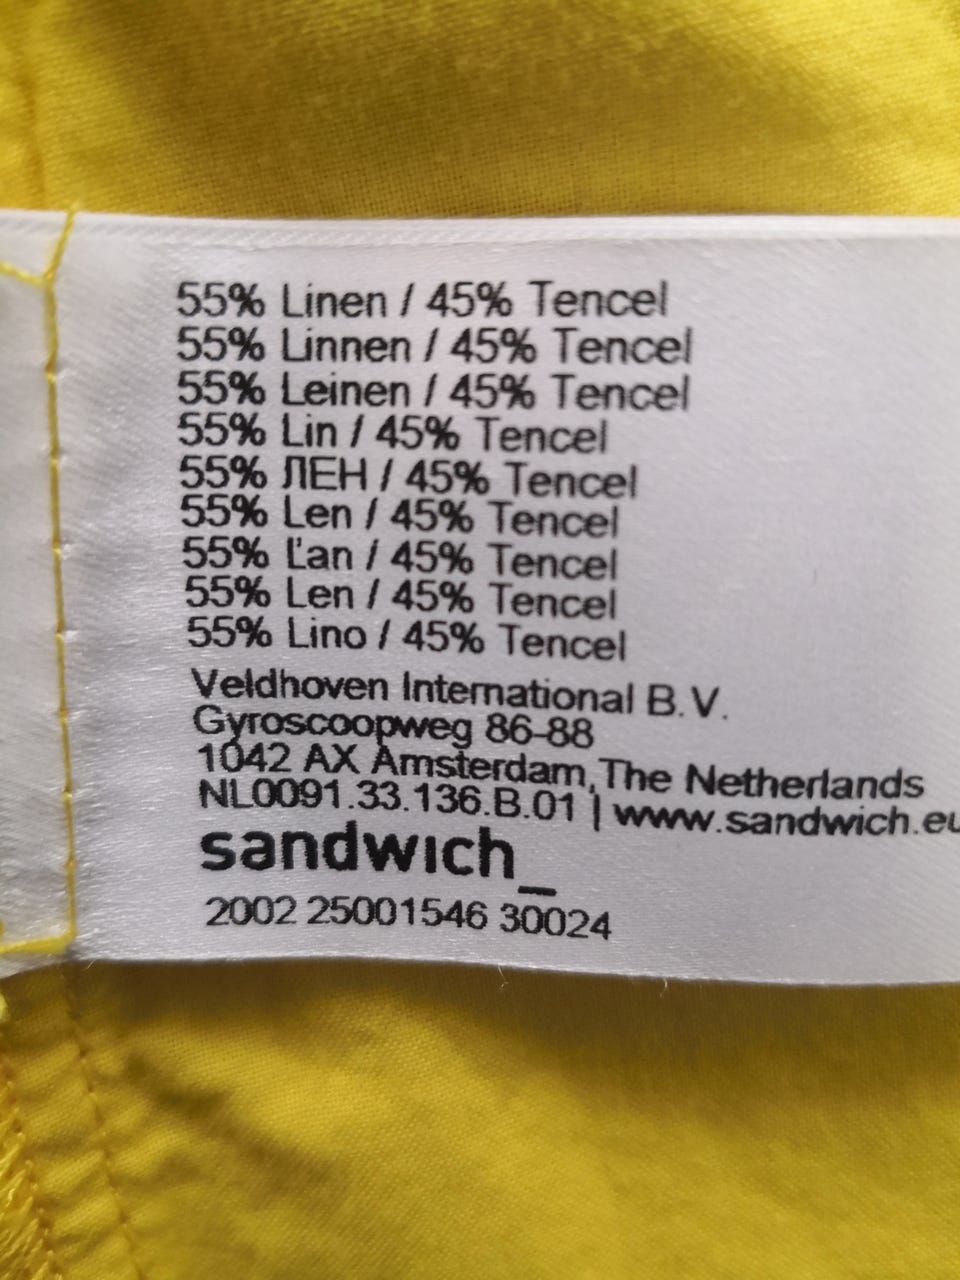 55% Linen / 45% Tencel
55% Linnen / 45% Tencel
55% Leinen / 45% Tencel
55% Lin / 45% Tencel
55% ЛЕН / 45% Tencel
55% Len / 45% Tencel
55% Ľan / 45% Tencel
55% Len / 45% Tencel
55% Lino / 45% Tencel
Veldhoven International B.V.
Gyroscoopweg 86-88
1042 AX Amsterdam, The Netherlands
NL0091.33.136.B.01 | www.sandwich.eu
sandwich_
2002 25001546 30024